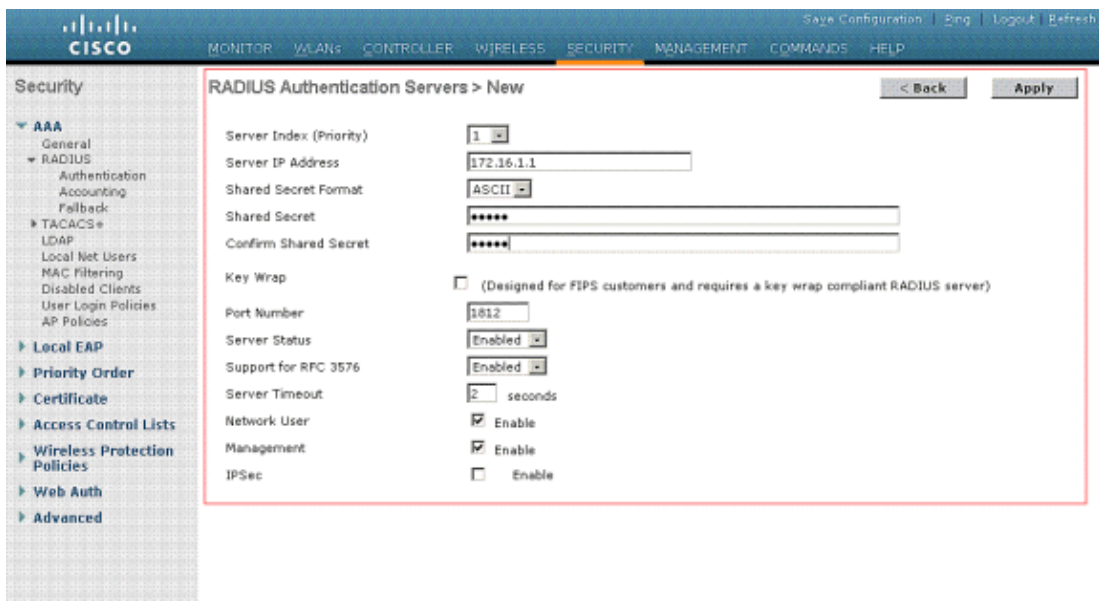 Save Configuration | Ping | Logout | Refresh
CISCO
MONITOR WLANs CONTROLLER WIRELESS SECURITY MANAGEMENT COMMANDS HELP
Security
AAA
General
RADIUS
Authentication
Accounting
Fallback
TACACS+
LDAP
Local Net Users
MAC Filtering
Disabled Clients
User Login Policies
AP Policies
Local EAP
Priority Order
Certificate
Access Control Lists
Wireless Protection
Policies
Web Auth
Advanced
RADIUS Authentication Servers > New
< Back Apply
Server Index (Priority) 1
Server IP Address 172.16.1.1
Shared Secret Format ASCII
Shared Secret •••••
Confirm Shared Secret •••••
Key Wrap (Designed for FIPS customers and requires a key wrap compliant RADIUS server)
Port Number 1812
Server Status Enabled
Support for RFC 3576 Enabled
Server Timeout 2 seconds
Network User Enable
Management Enable
IPSec Enable